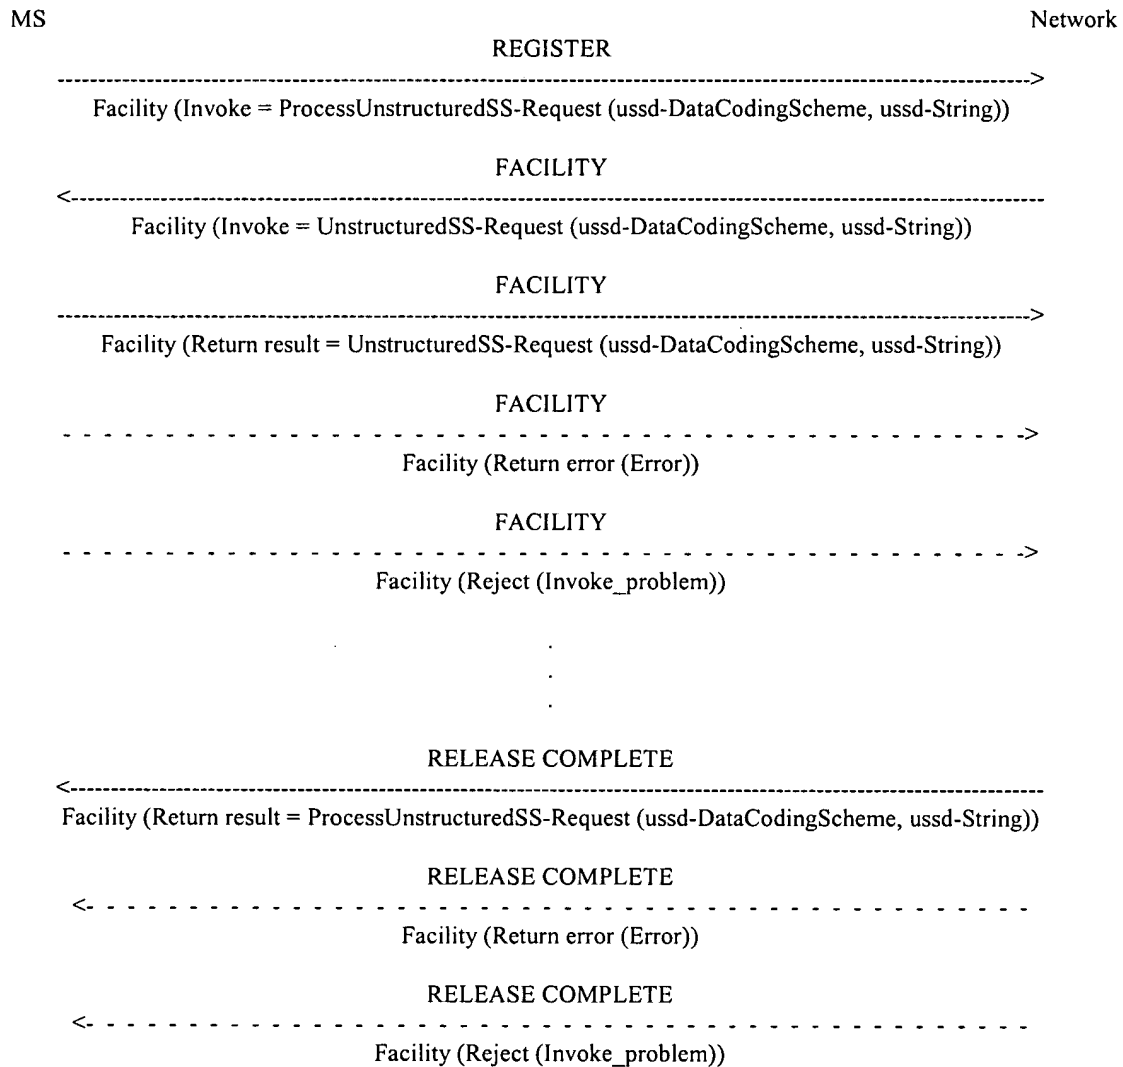 MS Network
REGISTER
Facility (Invoke = ProcessUnstructuredSS-Request (ussd-DataCodingScheme, ussd-String))
FACILITY
Facility (Invoke = UnstructuredSS-Request (ussd-DataCodingScheme, ussd-String))
FACILITY
Facility (Return result = UnstructuredSS-Request (ussd-DataCodingScheme, ussd-String))
FACILITY
Facility (Return error (Error))
FACILITY
Facility (Reject (Invoke_problem))
RELEASE COMPLETE
Facility (Return result = ProcessUnstructuredSS-Request (ussd-DataCodingScheme, ussd-String))
RELEASE COMPLETE
Facility (Return error (Error))
RELEASE COMPLETE
Facility (Reject (Invoke_problem))